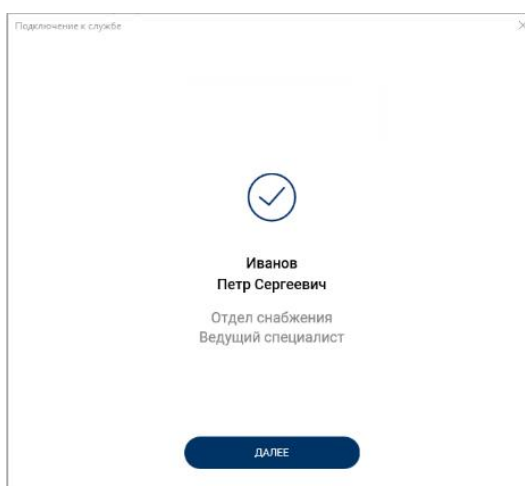 Подключение к службе
Иванов
Петр Сергеевич
Отдел снабжения
Ведущий специалист
ДАЛЕЕ